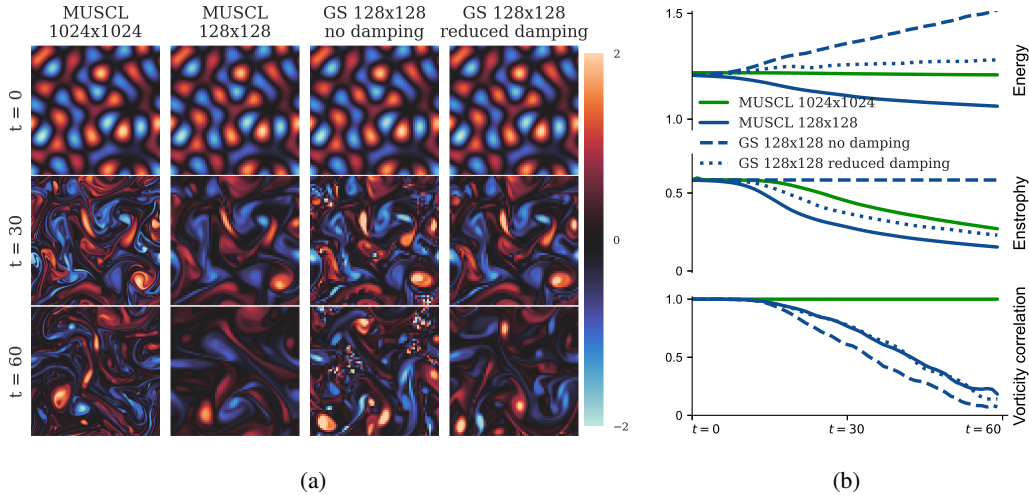 MUSCL
1024x1024
MUSCL
128x128
GS 128x128
no damping
GS 128x128
reduced damping
t = 0
t = 30
t = 60
2
0
−2
(a)
1.5
1.0
Energy
MUSCL 1024x1024
MUSCL 128x128
GS 128x128 no damping
GS 128x128 reduced damping
0.5
0
Enstrophy
1.0
0.5
0
Vorticity correlation
t = 0
t = 30
t = 60
(b)